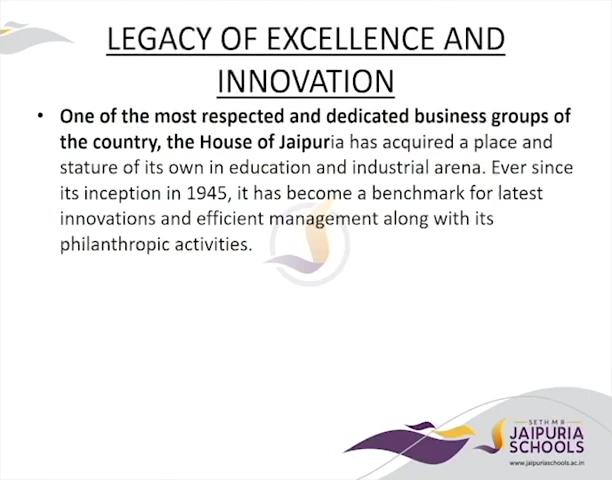 LEGACY OF EXCELLENCE AND
INNOVATION
• One of the most respected and dedicated business groups of
the country, the House of Jaipuria has acquired a place and
stature of its own in education and industrial arena. Ever since
its inception in 1945, it has become a benchmark for latest
innovations and efficient management along with its
philanthropic activities.
SETH M R
JAIPURIA
SCHOOLS
www.jaipuriaschools.ac.in